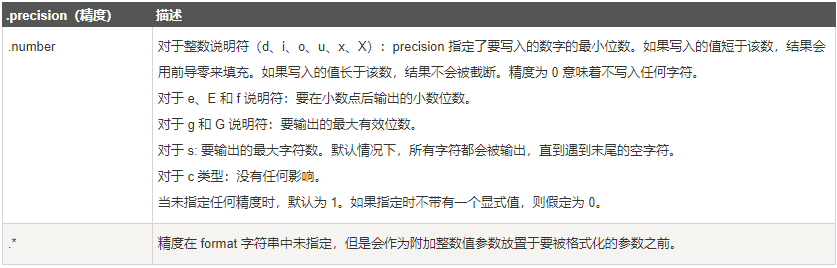 .precision（精度） 描述
.number 对于整数说明符（d、i、o、u、x、X）：precision 指定了要写入的数字的最小位数。如果写入的值短于该数，结果会
用前导零来填充。如果写入的值长于该数，结果不会被截断。精度为 0 意味着不写入任何字符。
对于 e、E 和 f 说明符：要在小数点后输出的小数位数。
对于 g 和 G 说明符：要输出的最大有效位数。
对于 s: 要输出的最大字符数。默认情况下，所有字符都会被输出，直到遇到末尾的空字符。
对于 c 类型：没有任何影响。
当未指定任何精度时，默认为 1。如果指定时不带有一个显式值，则假定为 0。
.* 精度在 format 字符串中未指定，但是会作为附加整数值参数放置于要被格式化的参数之前。